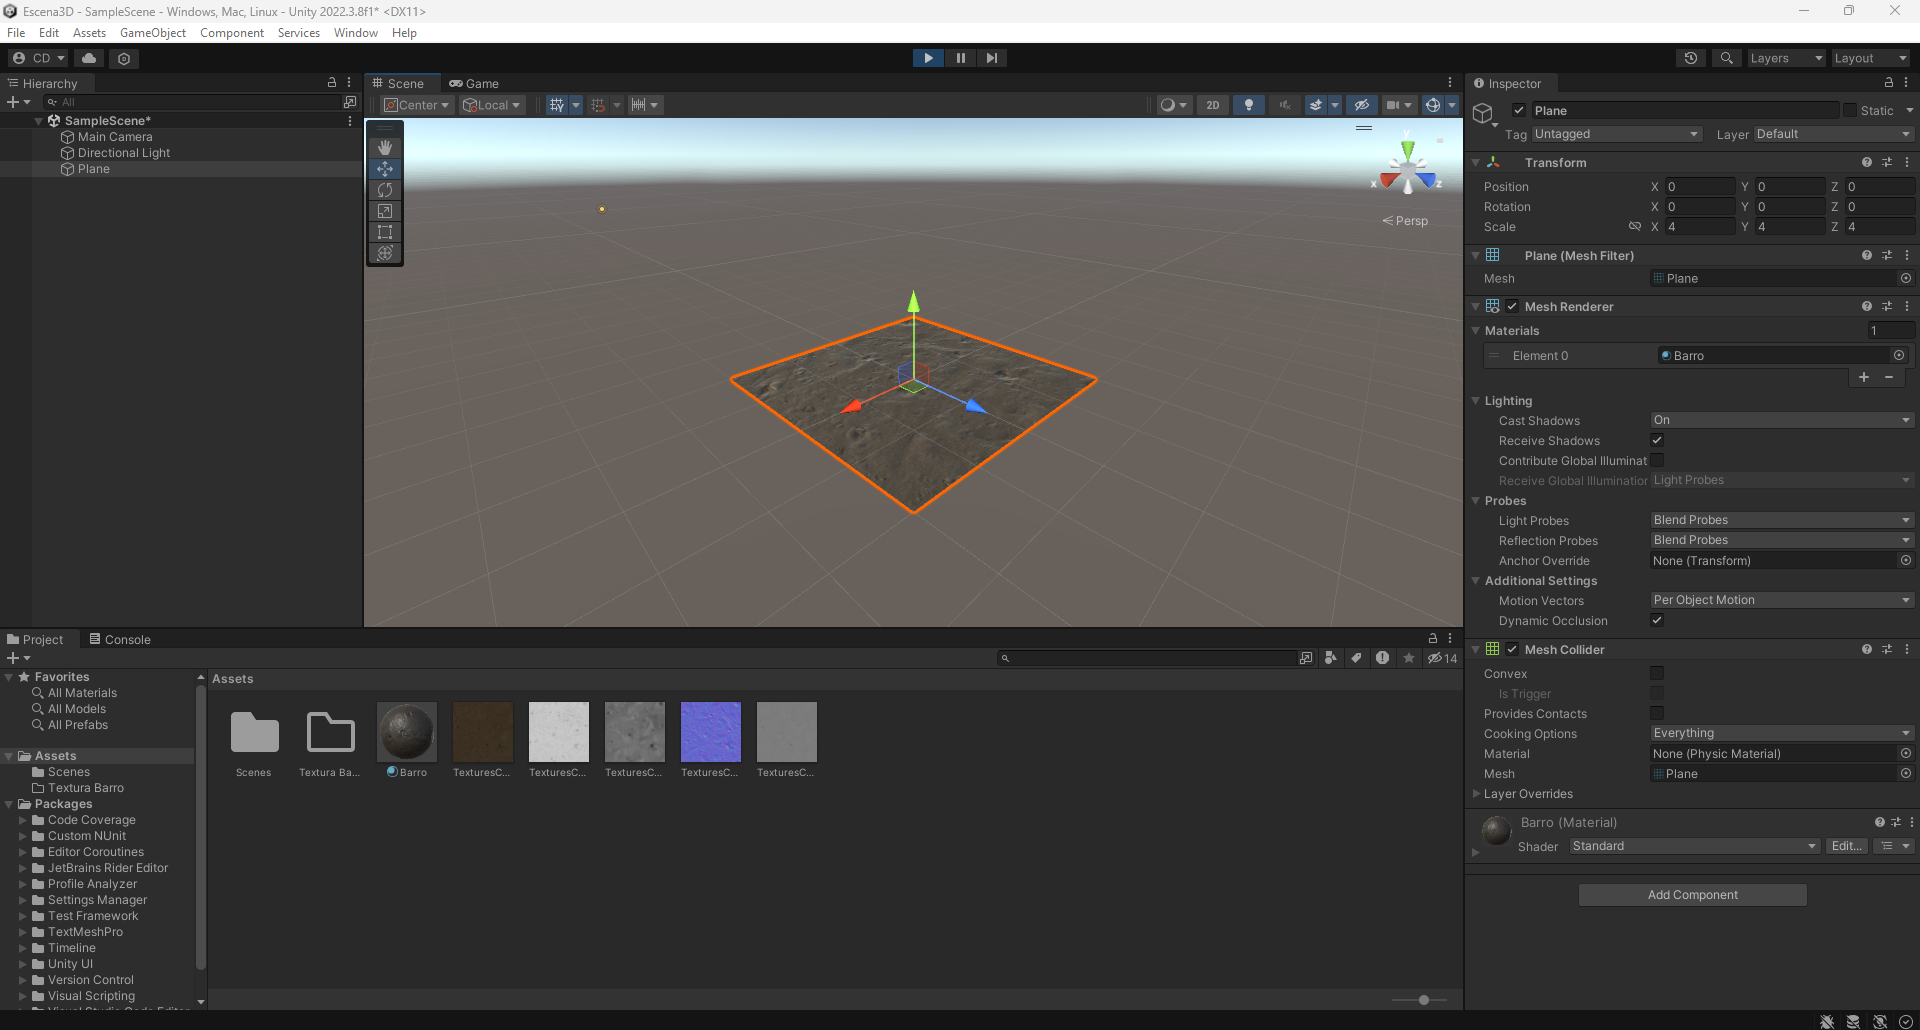 Escena3D - SampleScene - Windows, Mac, Linux - Unity 2022.3.8f1* <DX11>
File Edit Assets GameObject Component Services Window Help
CD Layers Layout
Hierarchy
All
SampleScene*
Main Camera
Directional Light
Plane
Scene Game
Center Local 2D
y
x z
Persp
Project Console
14
Favorites
All Materials
All Models
All Prefabs
Assets
Scenes
Textura Barro
Packages
Code Coverage
Custom NUnit
Editor Coroutines
JetBrains Rider Editor
Profile Analyzer
Settings Manager
Test Framework
TextMeshPro
Timeline
Unity UI
Version Control
Visual Scripting
Visual Studio Code Editor
Assets
Scenes Textura Ba... Barro TexturesC... TexturesC... TexturesC... TexturesC... TexturesC...
Inspector
Plane Static
Tag Untagged Layer Default
Transform
Position X 0 Y 0 Z 0
Rotation X 0 Y 0 Z 0
Scale X 4 Y 4 Z 4
Plane (Mesh Filter)
Mesh Plane
Mesh Renderer
Materials 1
Element 0 Barro
Lighting
Cast Shadows On
Receive Shadows
Contribute Global Illuminat
Receive Global Illumination Light Probes
Probes
Light Probes Blend Probes
Reflection Probes Blend Probes
Anchor Override None (Transform)
Additional Settings
Motion Vectors Per Object Motion
Dynamic Occlusion
Mesh Collider
Convex
Is Trigger
Provides Contacts
Cooking Options Everything
Material None (Physic Material)
Mesh Plane
Layer Overrides
Barro (Material)
Shader Standard Edit...
Add Component